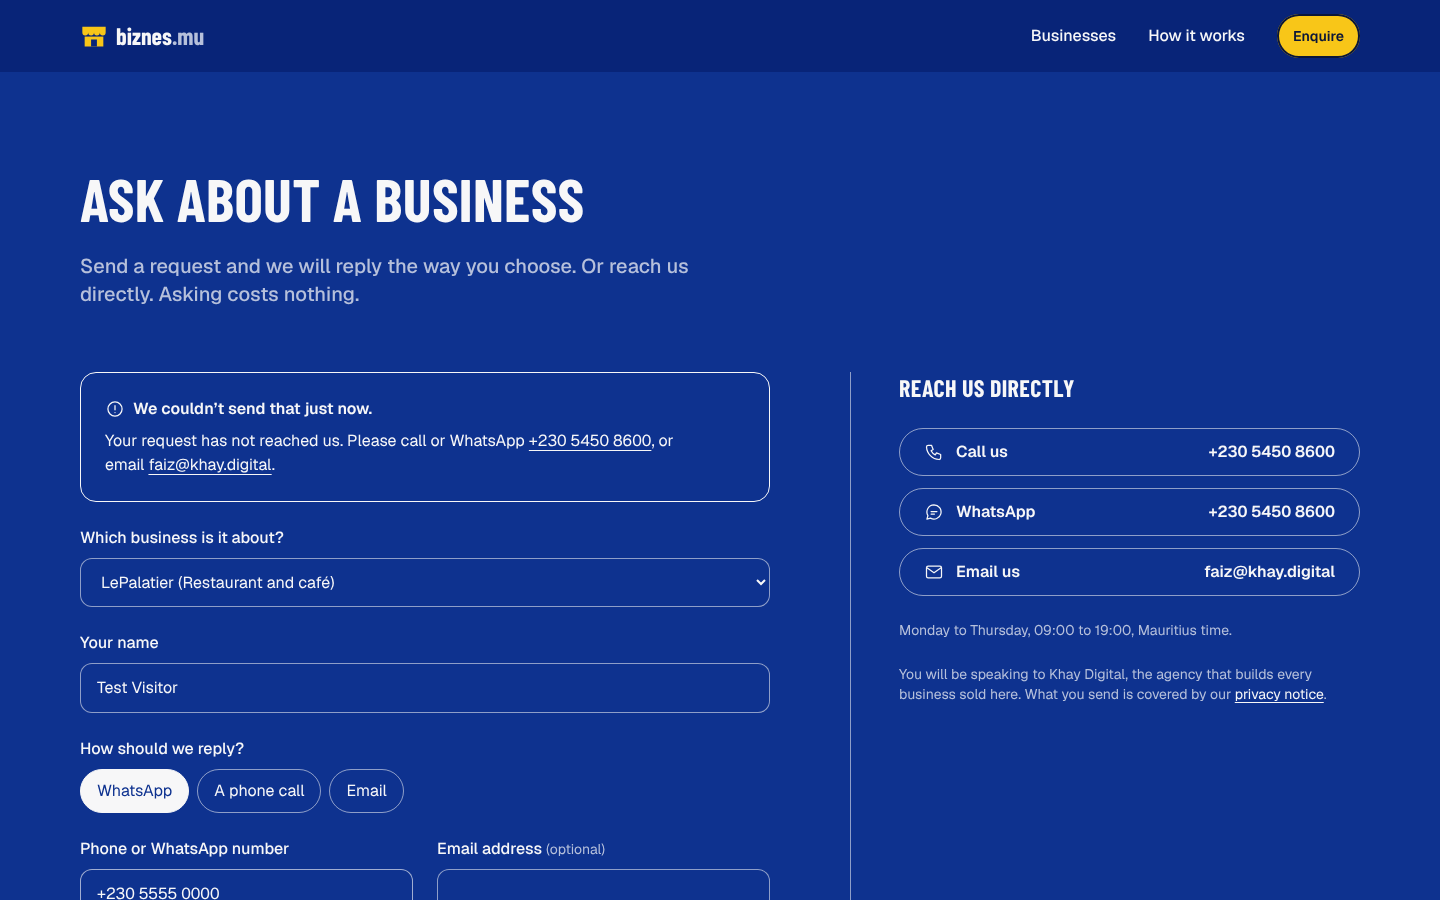 biznes.mu
Businesses
How it works
Enquire
ASK ABOUT A BUSINESS
Send a request and we will reply the way you choose. Or reach us
directly. Asking costs nothing.
We couldn’t send that just now.
Your request has not reached us. Please call or WhatsApp +230 5450 8600, or
email faiz@khay.digital.
Which business is it about?
LePalatier (Restaurant and café)
Your name
Test Visitor
How should we reply?
WhatsApp
A phone call
Email
Phone or WhatsApp number
+230 5555 0000
Email address (optional)
REACH US DIRECTLY
Call us
+230 5450 8600
WhatsApp
+230 5450 8600
Email us
faiz@khay.digital
Monday to Thursday, 09:00 to 19:00, Mauritius time.
You will be speaking to Khay Digital, the agency that builds every
business sold here. What you send is covered by our privacy notice.